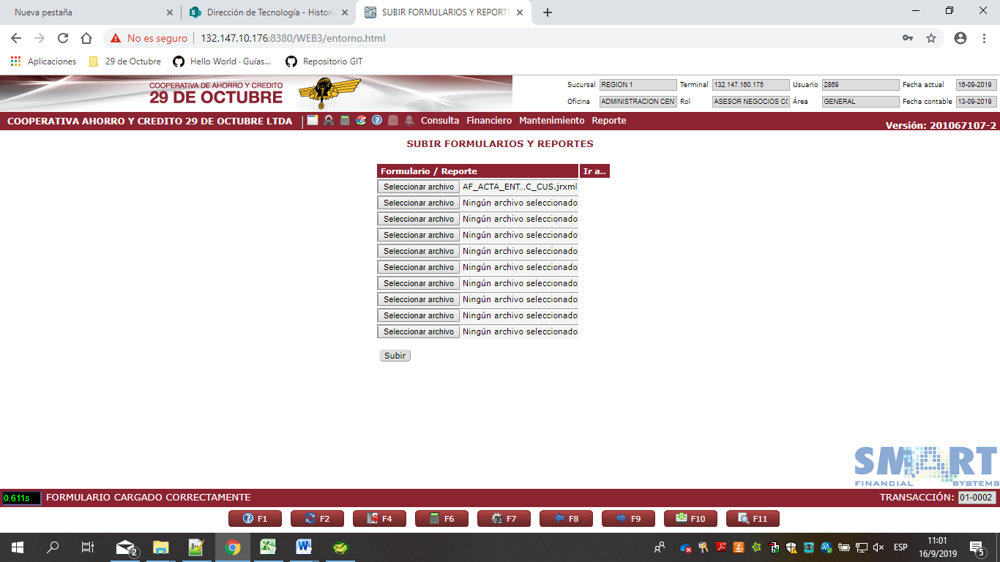 Nueva pestaña
Dirección de Tecnología - Histori
SUBIR FORMULARIOS Y REPORTE
No es seguro
132.147.10.176:8380/WEB3/entorno.html
Aplicaciones
29 de Octubre
Hello World · Guías...
Repositorio GIT
COOPERATIVA DE AHORRO Y CREDITO
29 DE OCTUBRE
Sucursal REGION 1 Terminal 132.147.160.175 Usuario 2869 Fecha actual 16-09-2019
Oficina ADMINISTRACION CEN Rol ASESOR NEGOCIOS CO Área GENERAL Fecha contable 13-09-2019
COOPERATIVA AHORRO Y CREDITO 29 DE OCTUBRE LTDA
Consulta Financiero Mantenimiento Reporte
Versión: 201067107-2
SUBIR FORMULARIOS Y REPORTES
Formulario / Reporte Ir a..
Seleccionar archivo AF_ACTA_ENT...C_CUS.jrxml
Seleccionar archivo Ningún archivo seleccionado
Seleccionar archivo Ningún archivo seleccionado
Seleccionar archivo Ningún archivo seleccionado
Seleccionar archivo Ningún archivo seleccionado
Seleccionar archivo Ningún archivo seleccionado
Seleccionar archivo Ningún archivo seleccionado
Seleccionar archivo Ningún archivo seleccionado
Seleccionar archivo Ningún archivo seleccionado
Seleccionar archivo Ningún archivo seleccionado
Subir
SMART
FINANCIAL SYSTEMS
0.611s FORMULARIO CARGADO CORRECTAMENTE
TRANSACCIÓN: 01-0002
F1 F2 F4 F6 F7 F8 F9 F10 F11
2
ESP
11:01
16/9/2019
5